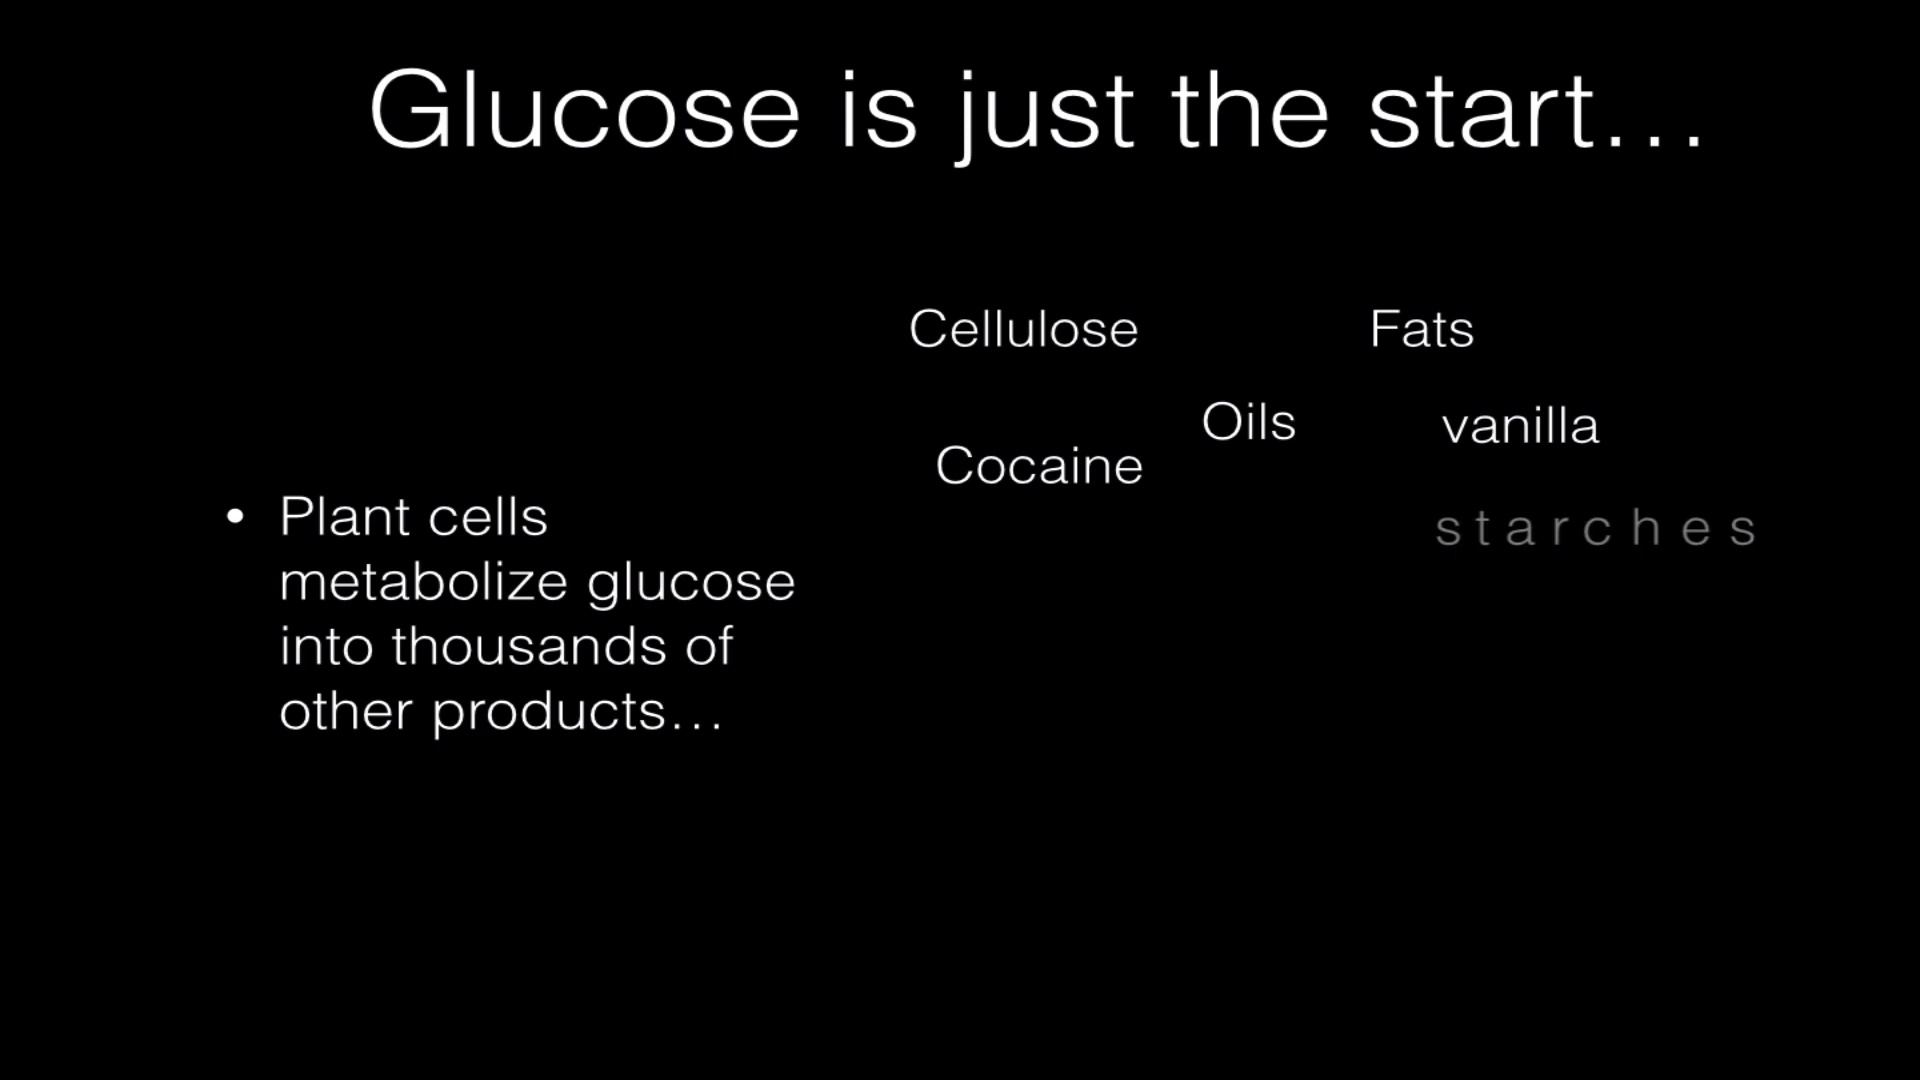 Glucose is just the start…
Cellulose
Fats
Oils
vanilla
Cocaine
starches
• Plant cells
metabolize glucose
into thousands of
other products…